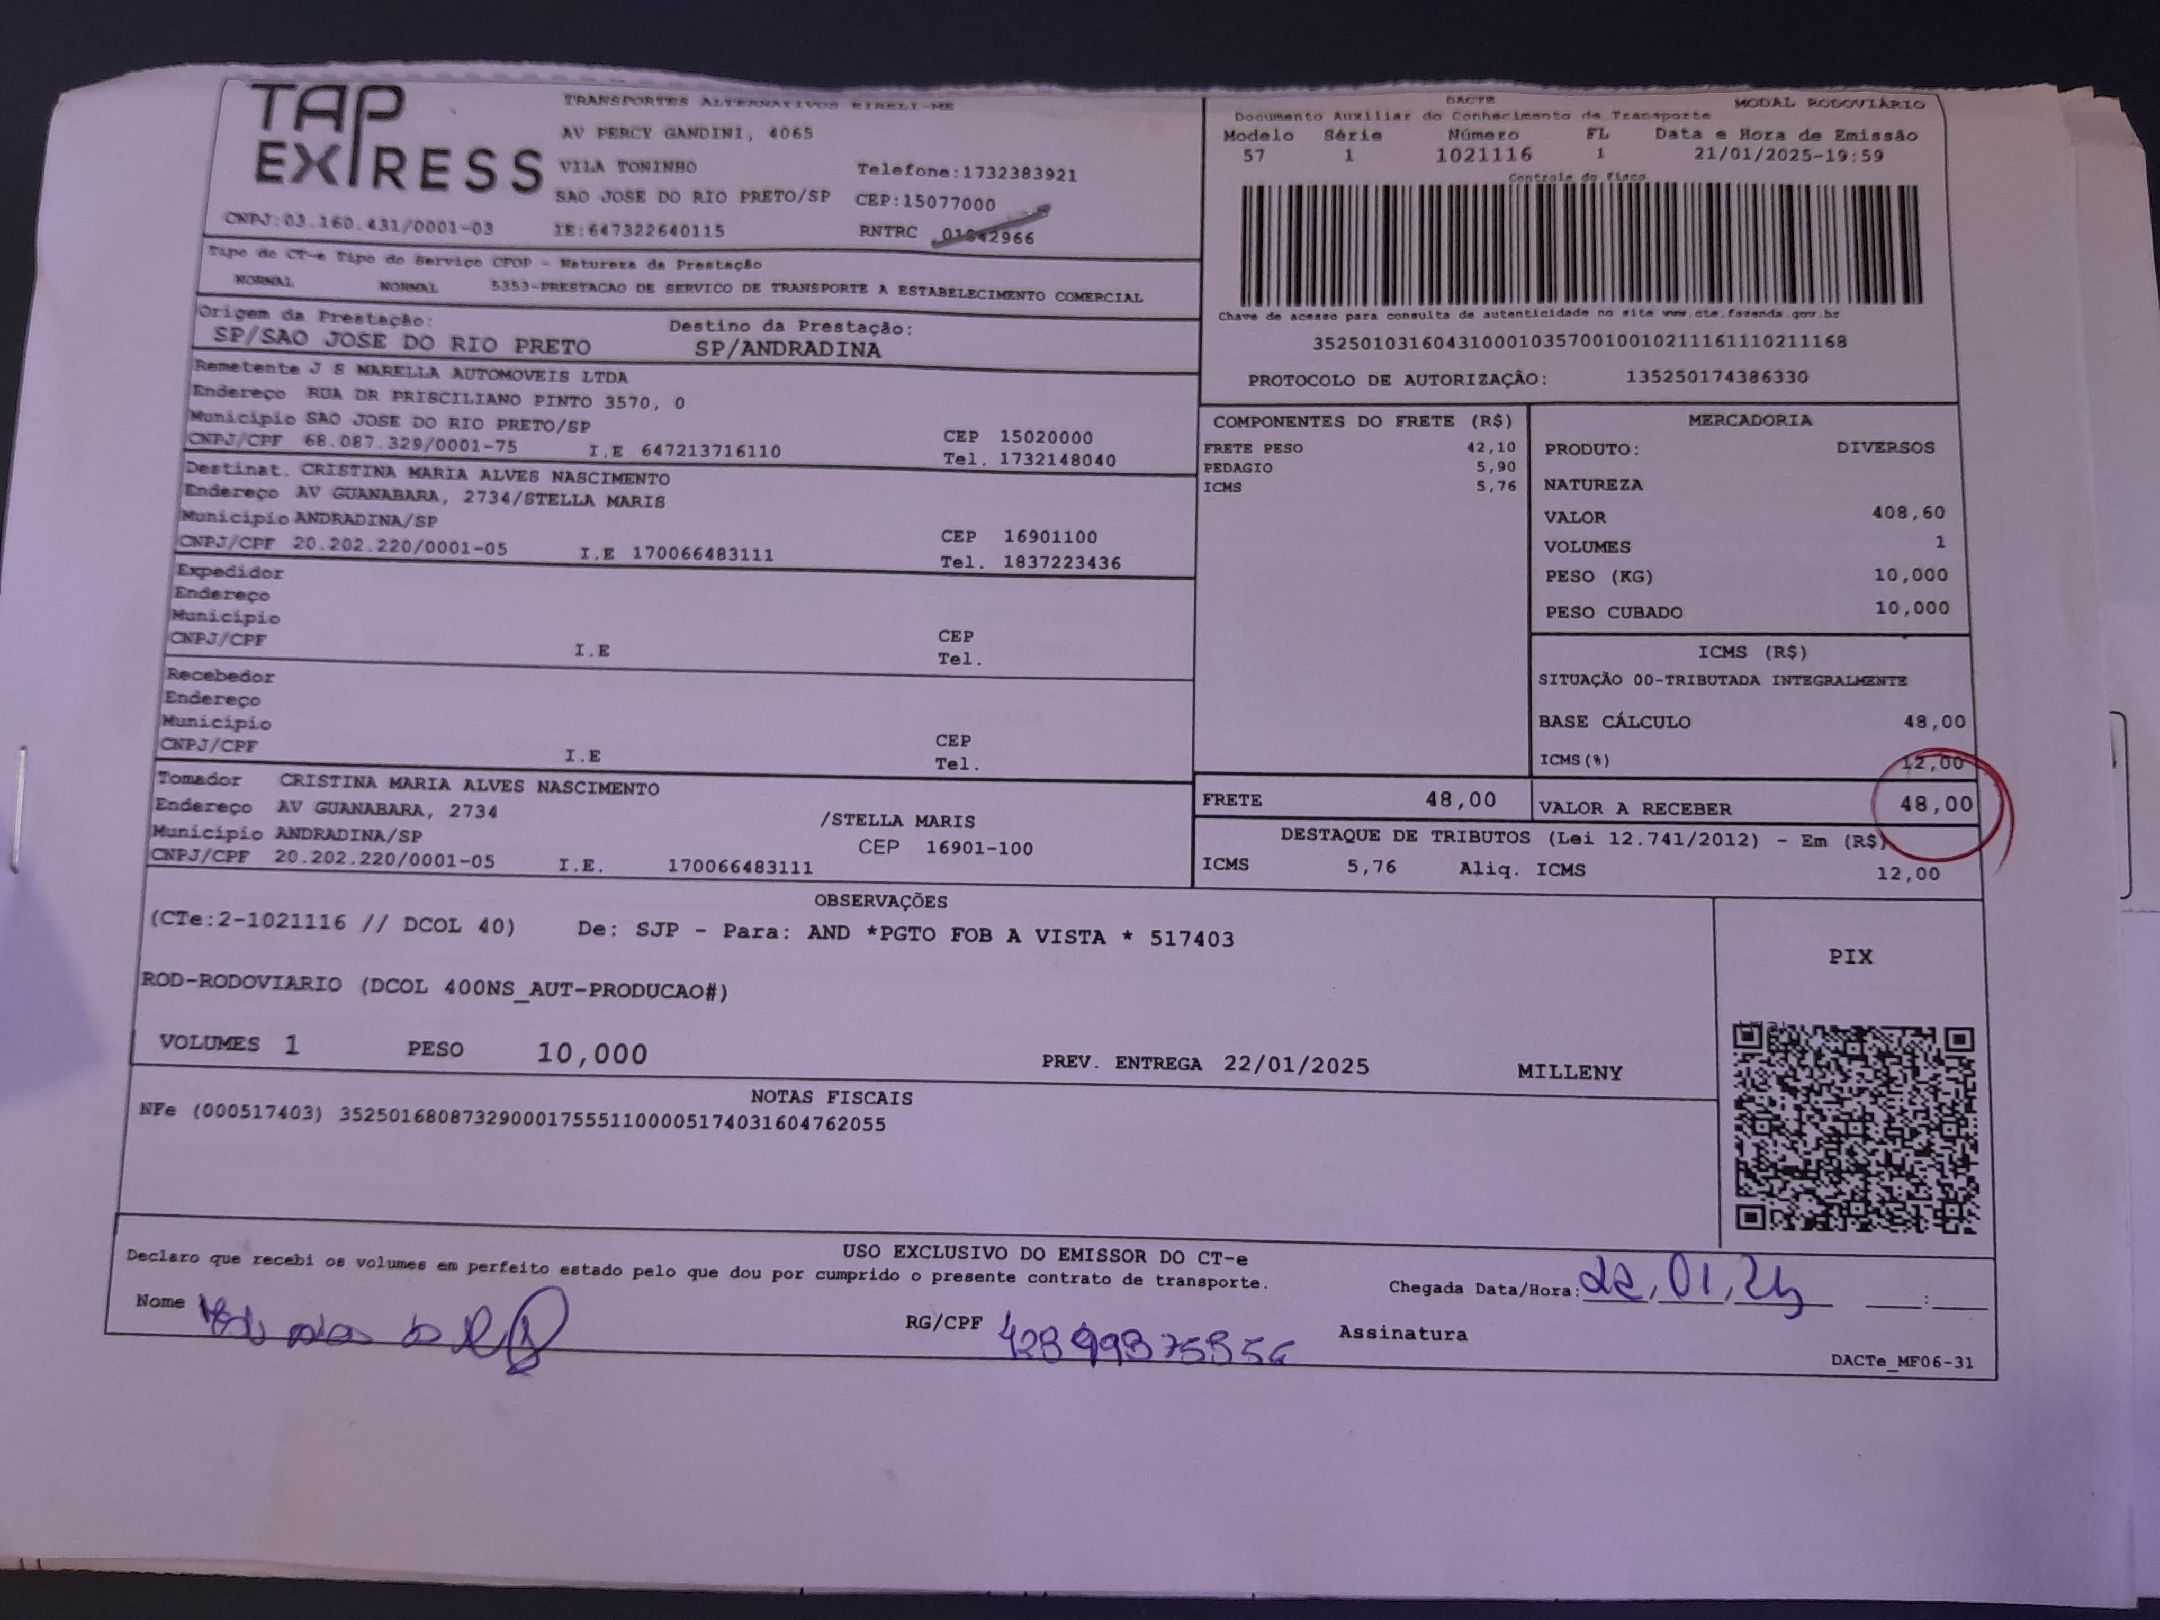 TAP
EXPRESS
TRANSPORTES ALTERNATIVOS EIRELI-ME
AV PERCY GANDINI, 4065
VILA TONINHO
Telefone:1732383921
SAO JOSE DO RIO PRETO/SP
CEP:15077000
CNPJ:03.160.431/0001-03
IE:647322640115
RNTRC
DACTE
MODAL RODOVIÁRIO
Documento Auxiliar do Conhecimento de Transporte
Modelo Série Número FL Data e Hora de Emissão
57 1 1021116 1 21/01/2025-19:59
Controle do Fisco
Chave de acesso para consulta de autenticidade no site www.cte.fazenda.gov.br
35250103160431000103570010010211161110211168
PROTOCOLO DE AUTORIZAÇÂO: 135250174386330
Tipo do CT-e Tipo do Serviço CFOP - Natureza da Prestação
NORMAL NORMAL 5353-PRESTACAO DE SERVICO DE TRANSPORTE A ESTABELECIMENTO COMERCIAL
Origem da Prestação: Destino da Prestação:
SP/SAO JOSE DO RIO PRETO SP/ANDRADINA
Remetente J S MARELLA AUTOMOVEIS LTDA
Endereço RUA DR PRISCILIANO PINTO 3570, 0
Município SAO JOSE DO RIO PRETO/SP CEP 15020000
CNPJ/CPF 68.087.329/0001-75 I.E 647213716110 Tel. 1732148040
Destinat. CRISTINA MARIA ALVES NASCIMENTO
Endereço AV GUANABARA, 2734/STELLA MARIS
Município ANDRADINA/SP CEP 16901100
CNPJ/CPF 20.202.220/0001-05 I.E 170066483111 Tel. 1837223436
Expedidor
Endereço
Município CEP
CNPJ/CPF I.E Tel.
Recebedor
Endereço
Município CEP
CNPJ/CPF I.E Tel.
Tomador CRISTINA MARIA ALVES NASCIMENTO
Endereço AV GUANABARA, 2734 /STELLA MARIS
Município ANDRADINA/SP CEP 16901-100
CNPJ/CPF 20.202.220/0001-05 I.E. 170066483111
COMPONENTES DO FRETE (R$)
FRETE PESO 42,10
PEDAGIO 5,90
ICMS 5,76
MERCADORIA
PRODUTO: DIVERSOS
NATUREZA
VALOR 408,60
VOLUMES 1
PESO (KG) 10,000
PESO CUBADO 10,000
ICMS (R$)
SITUAÇÃO 00-TRIBUTADA INTEGRALMENTE
BASE CÁLCULO 48,00
ICMS(%) 12,00
FRETE 48,00 VALOR A RECEBER 48,00
DESTAQUE DE TRIBUTOS (Lei 12.741/2012) - Em (R$)
ICMS 5,76 Aliq. ICMS 12,00
OBSERVAÇÕES
(CTe:2-1021116 // DCOL 40) De: SJP - Para: AND *PGTO FOB A VISTA * 517403
ROD-RODOVIARIO (DCOL 400NS_AUT-PRODUCAO#)
VOLUMES 1 PESO 10,000 PREV. ENTREGA 22/01/2025 MILLENY
PIX
NOTAS FISCAIS
NFe (000517403) 35250168087329000175551100005174031604762055
USO EXCLUSIVO DO EMISSOR DO CT-e
Declaro que recebi os volumes em perfeito estado pelo que dou por cumprido o presente contrato de transporte.
Chegada Data/Hora: 22,01,25 :
Nome
RG/CPF
Assinatura
DACTe_MF06-31